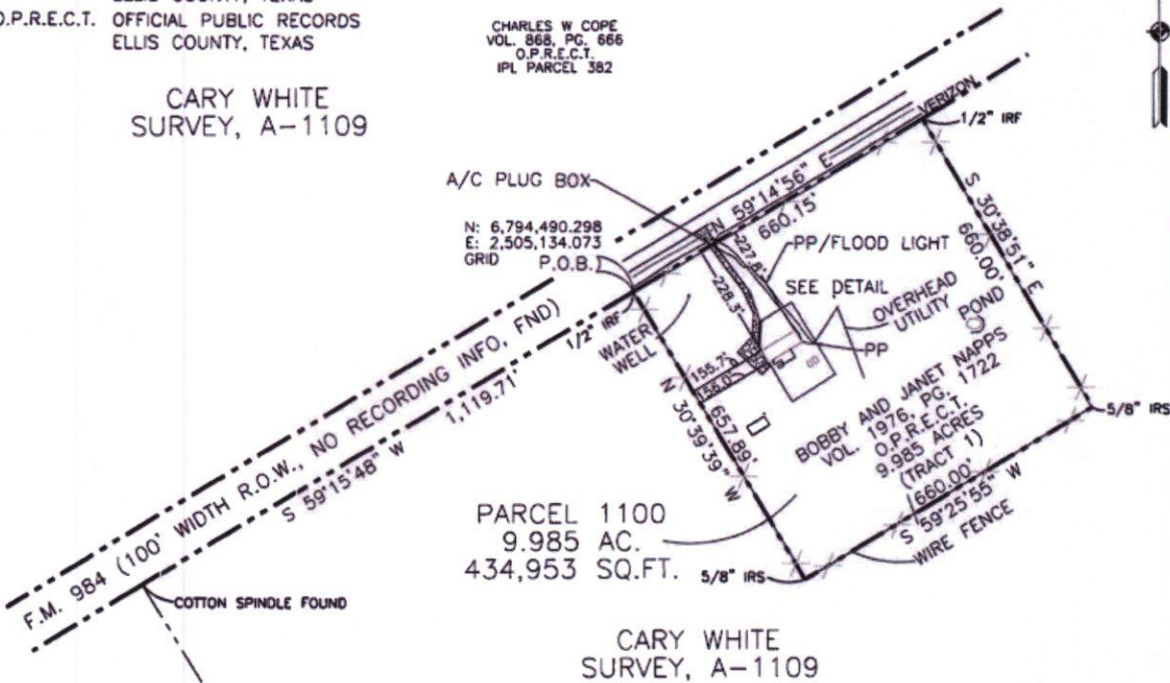 ELLIS COUNTY, TEXAS
O.P.R.E.C.T. OFFICIAL PUBLIC RECORDS
ELLIS COUNTY, TEXAS
CHARLES W COPE
VOL. 868, PG. 666
O.P.R.E.C.T.
IPL PARCEL 382
CARY WHITE
SURVEY, A-1109
VERIZON
1/2" IRF
A/C PLUG BOX
N 59°14'56" E
660.15'
N: 6,794,490.298
E: 2,505,134.073
GRID
P.O.B.
227.8'
228.3'
PP/FLOOD LIGHT
SEE DETAIL
OVERHEAD
UTILITY
POND
PP
S 30°38'51" E
660.00'
1/2" IRF
WATER
WELL
155.7'
155.0'
N 30°39'39" W
657.89'
BOBBY AND JANET NAPPS
VOL. 1976, PG. 1722
O.P.R.E.C.T.
9.985 ACRES
(TRACT 1)
660.00'
S 59°25'55" W
5/8" IRS
WIRE FENCE
F.M. 984 (100' WIDTH R.O.W., NO RECORDING INFO, FND)
S 59°15'48" W
1,119.71'
COTTON SPINDLE FOUND
PARCEL 1100
9.985 AC.
434,953 SQ.FT.
5/8" IRS
CARY WHITE
SURVEY, A-1109